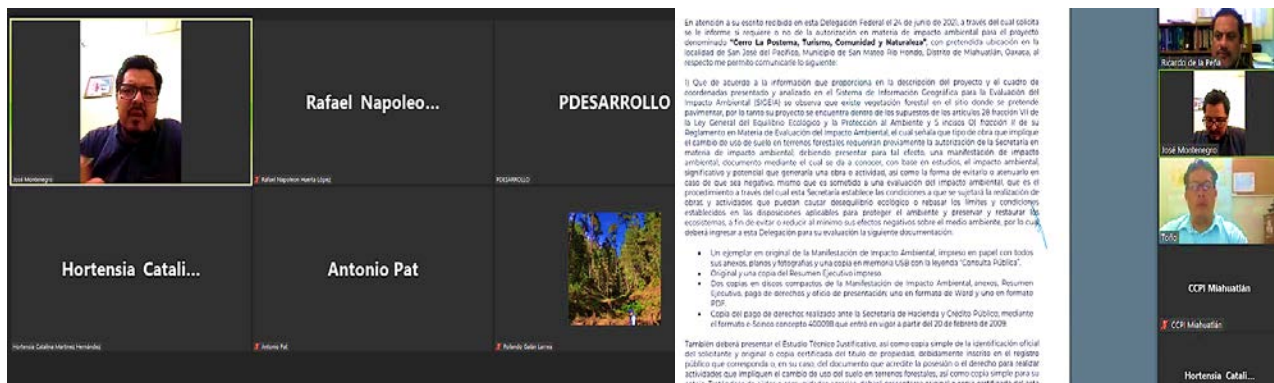 José Montenegro
Rafael Napoleo...
Rafael Napoleon Huerta López
PDESARROLLO
PDESARROLLO
Hortensia Catali...
Hortensia Catalina Martínez Hernández
Antonio Pat
Antonio Pat
Rolando Galán Larrea
En atención a su escrito recibido en esta Delegación Federal el 24 de junio de 2021, a través del cual solicita
se le informe si requiere o no de la autorización en materia de impacto ambiental para el proyecto
denominado "Cerro La Postema, Turismo, Comunidad y Naturaleza", con pretendida ubicación en la
localidad de San José del Pacífico, Municipio de San Mateo Río Hondo, Distrito de Miahuatlán, Oaxaca, al
respecto me permito comunicarle lo siguiente:
1) Que de acuerdo a la información que proporciona en la descripción del proyecto y el cuadro de
coordenadas presentado y analizado en el Sistema de Información Geográfica para la Evaluación del
Impacto Ambiental (SIGEIA) se observa que existe vegetación forestal en el sitio donde se pretende
pavimentar, por lo tanto su proyecto se encuentra dentro de los supuestos de los artículos 28 fracción VII de
la Ley General del Equilibrio Ecológico y la Protección al Ambiente y 5 incisos O) fracción II de su
Reglamento en Materia de Evaluación del Impacto Ambiental, el cual señala que tipo de obra que implique
el cambio de uso de suelo en terrenos forestales requerirán previamente la autorización de la Secretaría en
materia de impacto ambiental, debiendo presentar para tal efecto, una manifestación de impacto
ambiental, documento mediante el cual se da a conocer, con base en estudios, el impacto ambiental,
significativo y potencial que generaría una obra o actividad, así como la forma de evitarlo o atenuarlo en
caso de que sea negativo, mismo que es sometido a una evaluación del impacto ambiental, que es el
procedimiento a través del cual esta Secretaría establece las condiciones a que se sujetará la realización de
obras y actividades que puedan causar desequilibrio ecológico o rebasar los límites y condiciones
establecidos en las disposiciones aplicables para proteger el ambiente y preservar y restaurar los
ecosistemas, a fin de evitar o reducir al mínimo sus efectos negativos sobre el medio ambiente, por lo cual
deberá ingresar a esta Delegación para su evaluación la siguiente documentación:
• Un ejemplar en original de la Manifestación de Impacto Ambiental, impreso en papel con todos
sus anexos, planos y fotografías y una copia en memoria USB con la leyenda "Consulta Pública".
• Original y una copia del Resumen Ejecutivo impreso.
• Dos copias en discos compactos de la Manifestación de Impacto Ambiental, anexos, Resumen
Ejecutivo, pago de derechos y oficio de presentación; uno en formato de Word y uno en formato
PDF.
• Copia del pago de derechos realizado ante la Secretaría de Hacienda y Crédito Público, mediante
el formato e-5cinco concepto 400098 que entró en vigor a partir del 20 de febrero de 2009.
También deberá presentar el Estudio Técnico Justificativo, así como copia simple de la identificación oficial
del solicitante y original o copia certificada del título de propiedad, debidamente inscrito en el registro
público que corresponda o, en su caso, del documento que acredite la posesión o el derecho para realizar
actividades que impliquen el cambio de uso del suelo en terrenos forestales, así como copia simple para su
Ricardo de la Peña
José Montenegro
Toño
CCPI Miahuatlán
CCPI Miahuatlán
Hortensia Catali...